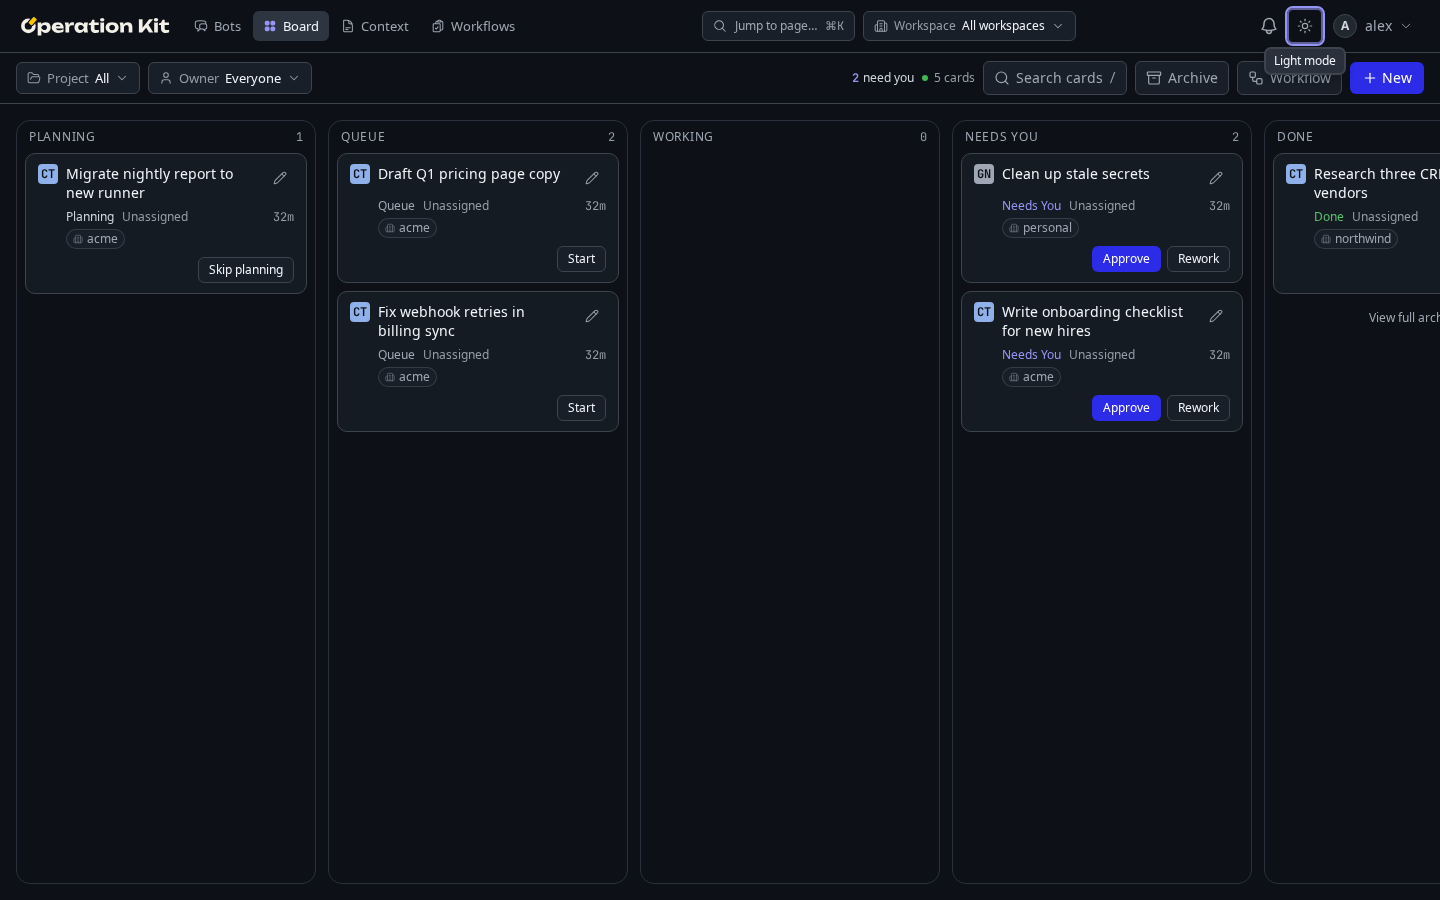 Operation Kit
Bots
Board
Context
Workflows
Jump to page... ⌘K
Workspace All workspaces
A alex
Light mode
Project All
Owner Everyone
2 need you
5 cards
Search cards /
Archive
Workflow
+ New
PLANNING 1
CT Migrate nightly report to
new runner
Planning Unassigned 32m
acme
Skip planning
QUEUE 2
CT Draft Q1 pricing page copy
Queue Unassigned 32m
acme
Start
CT Fix webhook retries in
billing sync
Queue Unassigned 32m
acme
Start
WORKING 0
NEEDS YOU 2
GN Clean up stale secrets
Needs You Unassigned 32m
personal
Approve Rework
CT Write onboarding checklist
for new hires
Needs You Unassigned 32m
acme
Approve Rework
DONE
CT Research three CR
vendors
Done Unassigned
northwind
View full arch